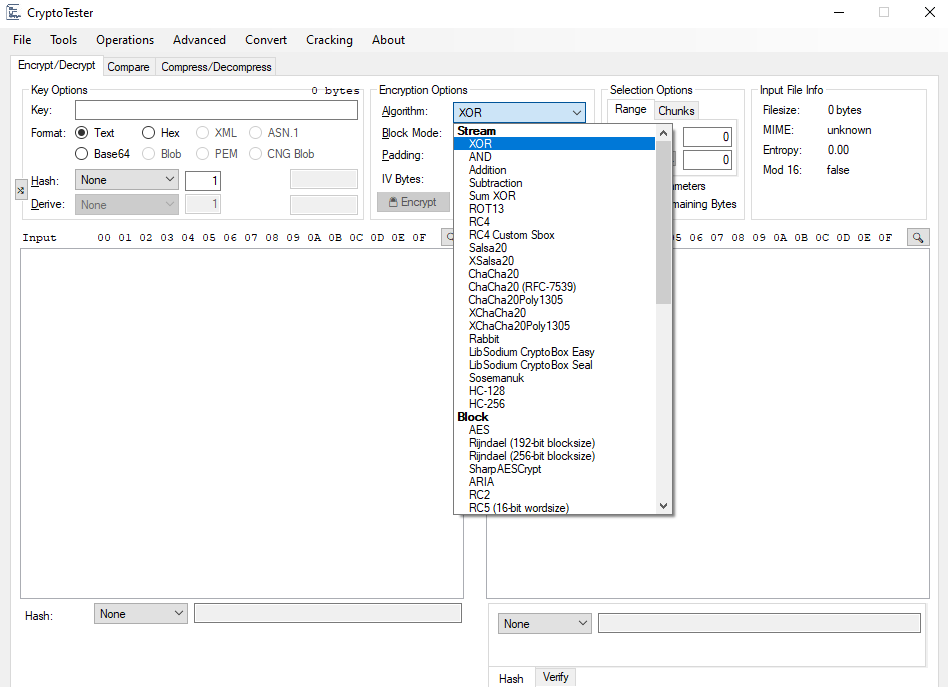 CryptoTester
File Tools Operations Advanced Convert Cracking About
Encrypt/Decrypt Compare Compress/Decompress
Key Options 0 bytes
Key:
Format: Text Hex XML ASN.1
Base64 Blob PEM CNG Blob
Hash: None 1
Derive: None 1
Encryption Options
Algorithm: XOR
Block Mode:
Padding:
IV Bytes:
Encrypt
Stream
XOR
AND
Addition
Subtraction
Sum XOR
ROT13
RC4
RC4 Custom Sbox
Salsa20
XSalsa20
ChaCha20
ChaCha20 (RFC-7539)
ChaCha20Poly1305
XChaCha20
XChaCha20Poly1305
Rabbit
LibSodium CryptoBox Easy
LibSodium CryptoBox Seal
Sosemanuk
HC-128
HC-256
Block
AES
Rijndael (192-bit blocksize)
Rijndael (256-bit blocksize)
SharpAESCrypt
ARIA
RC2
RC5 (16-bit wordsize)
Selection Options
Range Chunks
0
0
Bytes
Input File Info
Filesize: 0 bytes
MIME: unknown
Entropy: 0.00
Mod 16: false
Input 00 01 02 03 04 05 06 07 08 09 0A 0B 0C 0D 0E 0F
06 07 08 09 0A 0B 0C 0D 0E 0F
Hash: None
None
Hash Verify